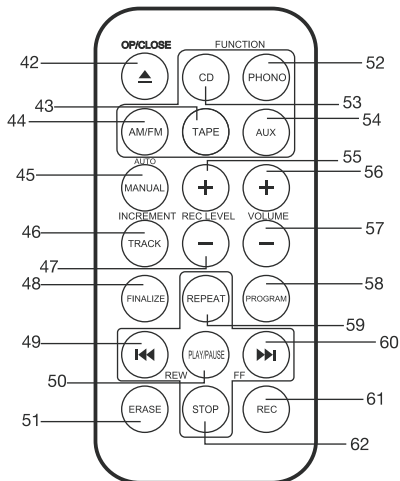 OP/CLOSE FUNCTION
42 52
CD PHONO
43 53
44 54
AM/FM TAPE AUX
AUTO 55
45 56
MANUAL + +
INCREMENT REC LEVEL VOLUME
46 57
TRACK − −
47
48 58
FINALIZE REPEAT PROGRAM
59
49 60
PLAY/PAUSE
50 REW FF
61
51
ERASE STOP REC
62